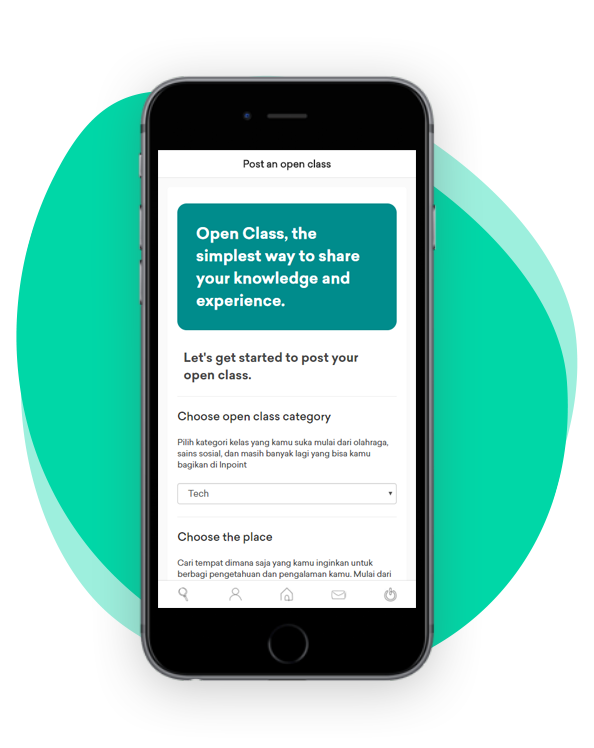 Post an open class
Open Class, the
simplest way to share
your knowledge and
experience.
Let's get started to post your
open class.
Choose open class category
Pilih kategori kelas yang kamu suka mulai dari olahraga,
sains sosial, dan masih banyak lagi yang bisa kamu
bagikan di Inpoint
Tech
Choose the place
Cari tempat dimana saja yang kamu inginkan untuk
berbagi pengetahuan dan pengalaman kamu. Mulai dari